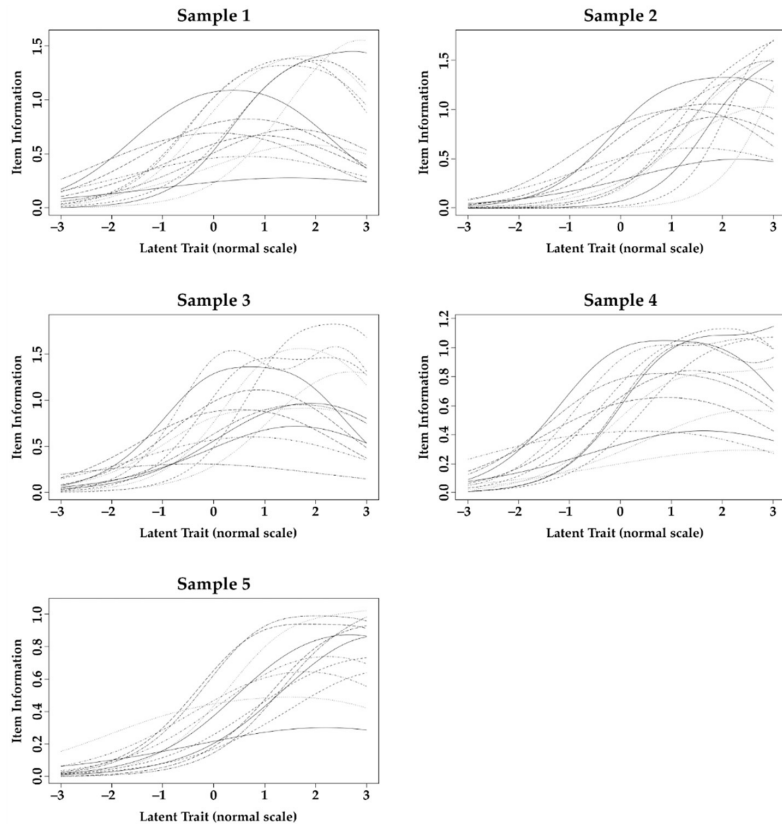 Sample 1
Item Information
1.5
1.0
0.5
0.0
−3 −2 −1 0 1 2 3
Latent Trait (normal scale)
Sample 2
Item Information
1.5
1.0
0.5
0.0
−3 −2 −1 0 1 2 3
Latent Trait (normal scale)
Sample 3
Item Information
1.5
1.0
0.5
0.0
−3 −2 −1 0 1 2 3
Latent Trait (normal scale)
Sample 4
Item Information
1.2
1.0
0.8
0.6
0.4
0.2
0.0
−3 −2 −1 0 1 2 3
Latent Trait (normal scale)
Sample 5
Item Information
1.0
0.8
0.6
0.4
0.2
0.0
−3 −2 −1 0 1 2 3
Latent Trait (normal scale)